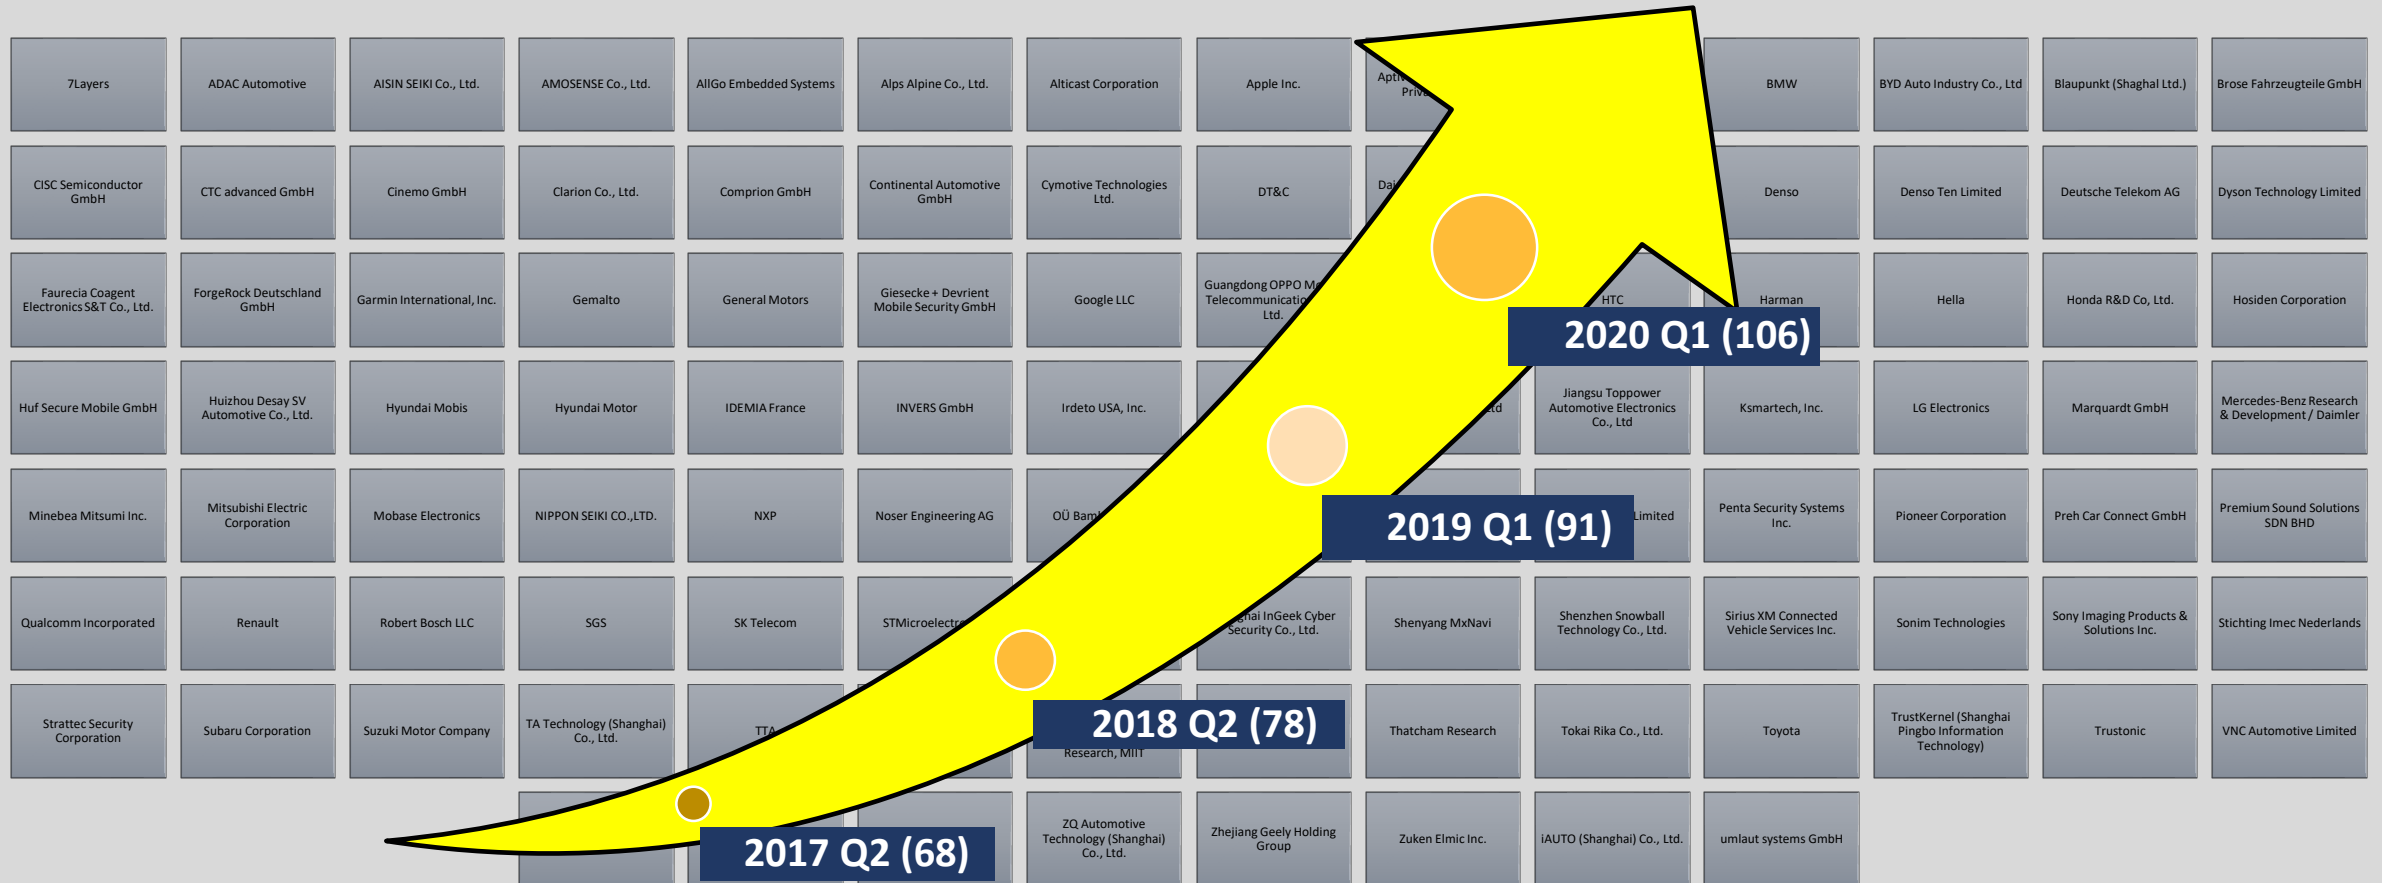 7Layers
ADAC Automotive
AISIN SEIKI Co., Ltd.
AMOSENSE Co., Ltd.
AllGo Embedded Systems
Alps Alpine Co., Ltd.
Alticast Corporation
Apple Inc.
BMW
BYD Auto Industry Co., Ltd
Blaupunkt (Shaghal Ltd.)
Brose Fahrzeugteile GmbH
CISC Semiconductor
GmbH
CTC advanced GmbH
Cinemo GmbH
Clarion Co., Ltd.
Comprion GmbH
Continental Automotive
GmbH
Cymotive Technologies
Ltd.
DT&C
Denso
Denso Ten Limited
Deutsche Telekom AG
Dyson Technology Limited
Faurecia Coagent
Electronics S&T Co., Ltd.
ForgeRock Deutschland
GmbH
Garmin International, Inc.
Gemalto
General Motors
Giesecke + Devrient
Mobile Security GmbH
Google LLC
Guangdong OPPO
Ltd.
HTC
Harman
Hella
Honda R&D Co, Ltd.
Hosiden Corporation
2020 Q1 (106)
Huf Secure Mobile GmbH
Huizhou Desay SV
Automotive Co., Ltd.
Hyundai Mobis
Hyundai Motor
IDEMIA France
INVERS GmbH
Irdeto USA, Inc.
Jiangsu Toppower
Automotive Electronics
Co., Ltd
Ksmartech, Inc.
LG Electronics
Marquardt GmbH
Mercedes-Benz Research
& Development / Daimler
Minebea Mitsumi Inc.
Mitsubishi Electric
Corporation
Mobase Electronics
NIPPON SEIKI CO.,LTD.
NXP
Noser Engineering AG
OÜ
2019 Q1 (91)
Limited
Penta Security Systems
Inc.
Pioneer Corporation
Preh Car Connect GmbH
Premium Sound Solutions
SDN BHD
Qualcomm Incorporated
Renault
Robert Bosch LLC
SGS
SK Telecom
InGeek Cyber
Security Co., Ltd.
Shenyang MxNavi
Shenzhen Snowball
Technology Co., Ltd.
Sirius XM Connected
Vehicle Services Inc.
Sonim Technologies
Sony Imaging Products &
Solutions Inc.
Stichting Imec Nederlands
Strattec Security
Corporation
Subaru Corporation
Suzuki Motor Company
TA Technology (Shanghai)
Co., Ltd.
TTA
2018 Q2 (78)
Research, MIIT
Thatcham Research
Tokai Rika Co., Ltd.
Toyota
TrustKernel (Shanghai
Pingbo Information
Technology)
Trustonic
VNC Automotive Limited
2017 Q2 (68)
ZQ Automotive
Technology (Shanghai)
Co., Ltd.
Zhejiang Geely Holding
Group
Zuken Elmic Inc.
iAUTO (Shanghai) Co., Ltd.
umlaut systems GmbH